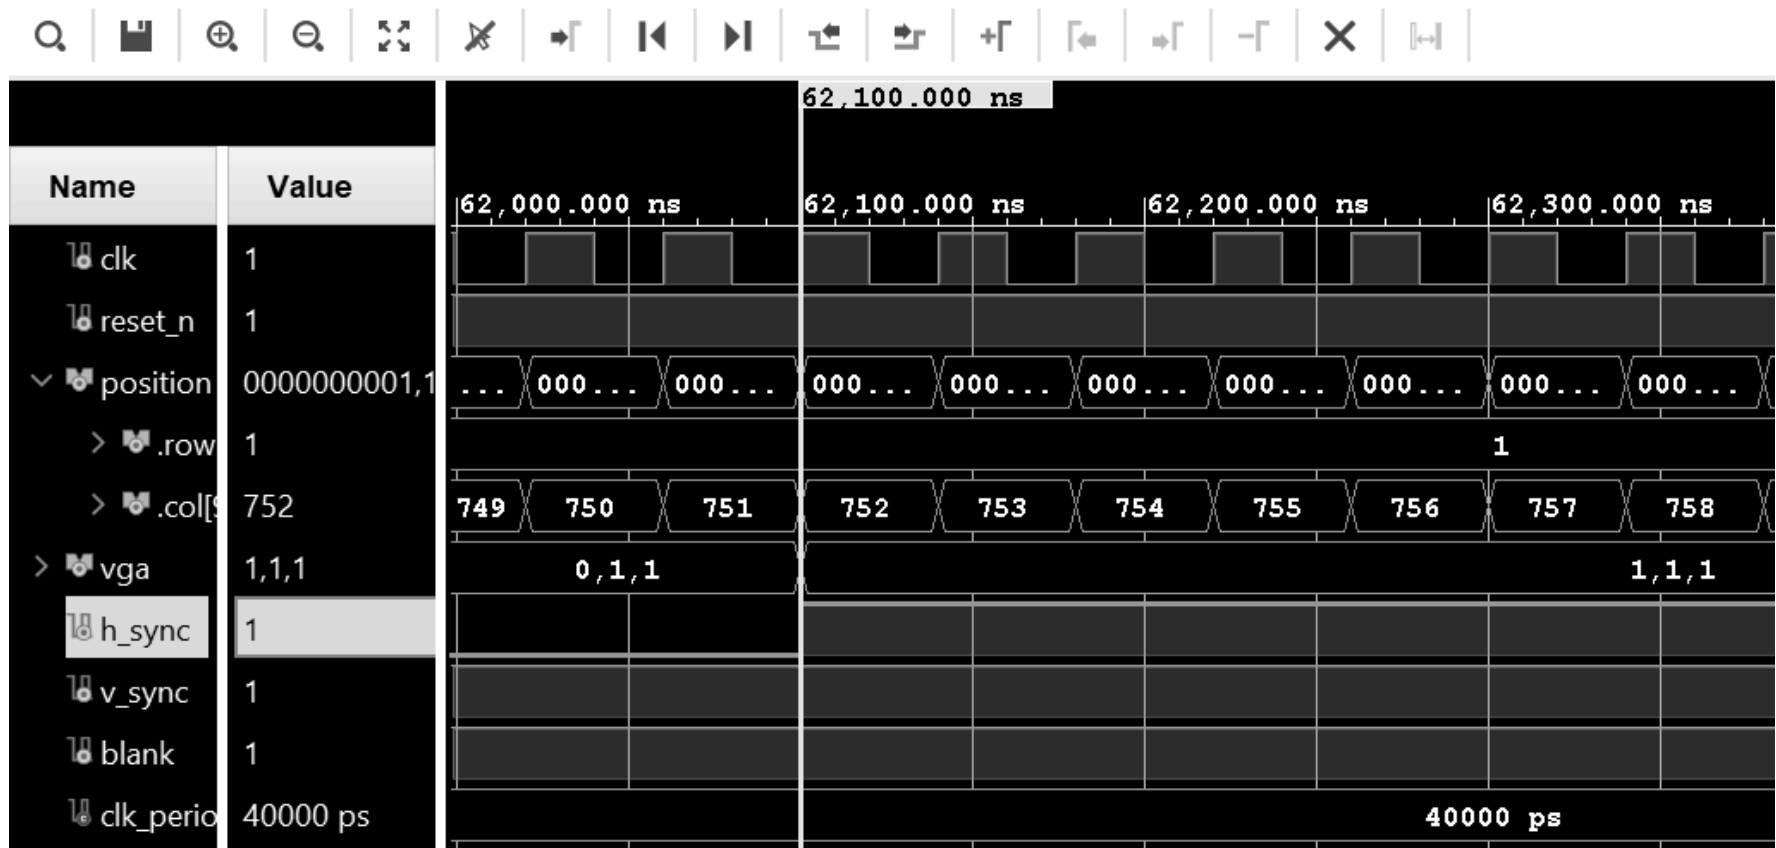 62,100.000 ns
Name Value
62,000.000 ns 62,100.000 ns 62,200.000 ns 62,300.000 ns
clk 1
reset_n 1
position 0000000001,1 ... 000... 000... 000... 000... 000... 000... 000... 000... 000...
.row 1 1
.col[9 752 749 750 751 752 753 754 755 756 757 758
vga 1,1,1 0,1,1 1,1,1
h_sync 1
v_sync 1
blank 1
clk_perio 40000 ps 40000 ps